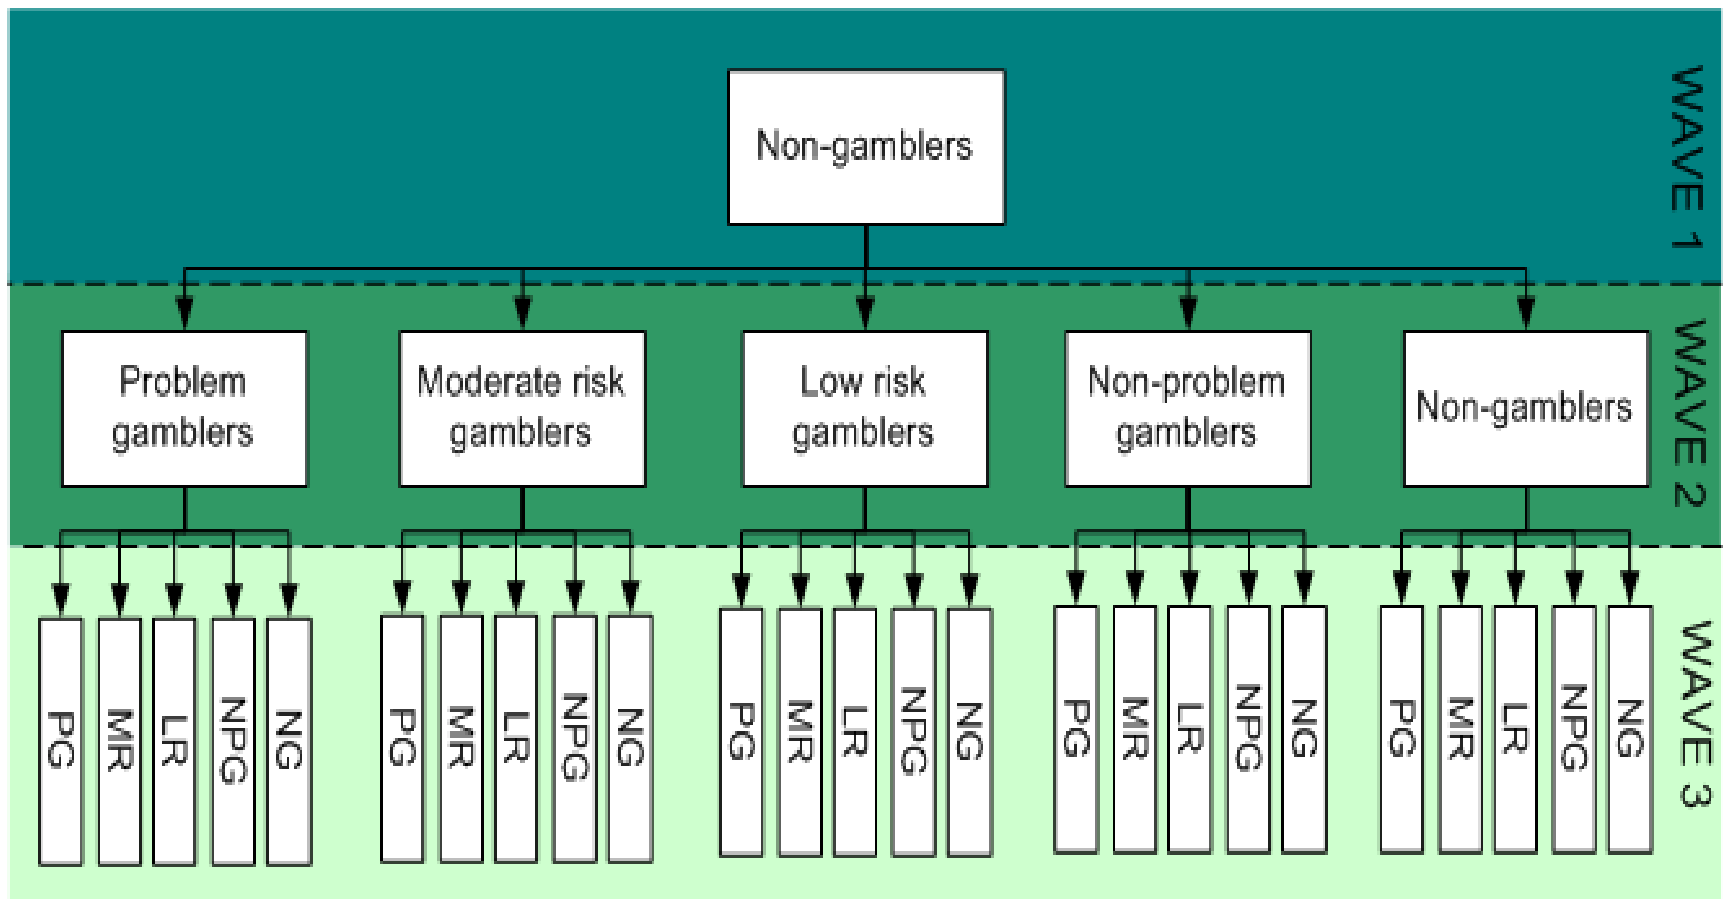 Non-gamblers
WAVE 1
Problem
gamblers
Moderate risk
gamblers
Low risk
gamblers
Non-problem
gamblers
Non-gamblers
WAVE 2
PG
MR
LR
NPG
NG
PG
MR
LR
NPG
NG
PG
MR
LR
NPG
NG
PG
MR
LR
NPG
NG
PG
MR
LR
NPG
NG
WAVE 3